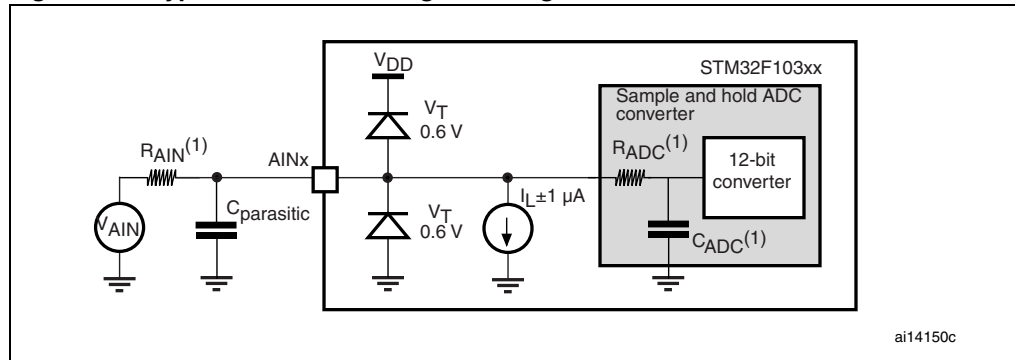 V_DD
STM32F103xx
Sample and hold ADC
converter
V_T
0.6 V
R_AIN(1)
AINx
R_ADC(1)
12-bit
converter
I_L±1 µA
V_AIN
C_parasitic
V_T
0.6 V
C_ADC(1)
ai14150c